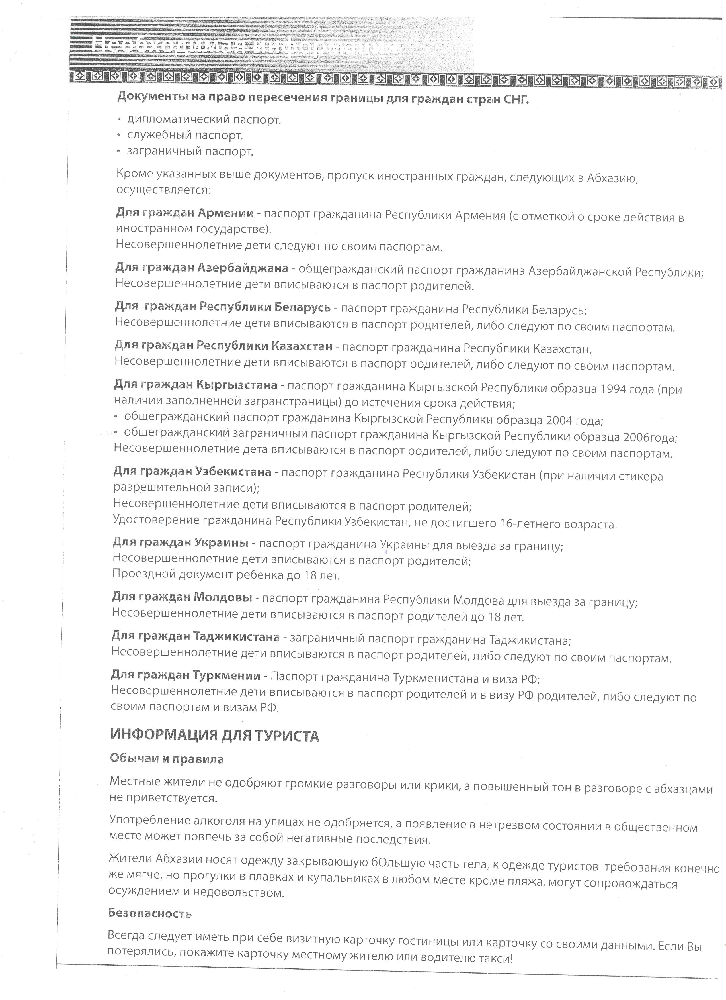 Необходимая информация
Документы на право пересечения границы для граждан стран СНГ.
• дипломатический паспорт.
• служебный паспорт.
• заграничный паспорт.
Кроме указанных выше документов, пропуск иностранных граждан, следующих в Абхазию,
осуществляется:
Для граждан Армении - паспорт гражданина Республики Армения (с отметкой о сроке действия в
иностранном государстве).
Несовершеннолетние дети следуют по своим паспортам.
Для граждан Азербайджана - общегражданский паспорт гражданина Азербайджанской Республики;
Несовершеннолетние дети вписываются в паспорт родителей.
Для граждан Республики Беларусь - паспорт гражданина Республики Беларусь;
Несовершеннолетние дети вписываются в паспорт родителей, либо следуют по своим паспортам.
Для граждан Республики Казахстан - паспорт гражданина Республики Казахстан.
Несовершеннолетние дети вписываются в паспорт родителей, либо следуют по своим паспортам.
Для граждан Кыргызстана - паспорт гражданина Кыргызской Республики образца 1994 года (при
наличии заполненной загранстраницы) до истечения срока действия;
• общегражданский паспорт гражданина Кыргызской Республики образца 2004 года;
• общегражданский заграничный паспорт гражданина Кыргызской Республики образца 2006года;
Несовершеннолетние дета вписываются в паспорт родителей, либо следуют по своим паспортам.
Для граждан Узбекистана - паспорт гражданина Республики Узбекистан (при наличии стикера
разрешительной записи);
Несовершеннолетние дети вписываются в паспорт родителей;
Удостоверение гражданина Республики Узбекистан, не достигшего 16-летнего возраста.
Для граждан Украины - паспорт гражданина Украины для выезда за границу;
Несовершеннолетние дети вписываются в паспорт родителей;
Проездной документ ребенка до 18 лет.
Для граждан Молдовы - паспорт гражданина Республики Молдова для выезда за границу;
Несовершеннолетние дети вписываются в паспорт родителей до 18 лет.
Для граждан Таджикистана - заграничный паспорт гражданина Таджикистана;
Несовершеннолетние дети вписываются в паспорт родителей, либо следуют по своим паспортам.
Для граждан Туркмении - Паспорт гражданина Туркменистана и виза РФ;
Несовершеннолетние дети вписываются в паспорт родителей и в визу РФ родителей, либо следуют по
своим паспортам и визам РФ.
ИНФОРМАЦИЯ ДЛЯ ТУРИСТА
Обычаи и правила
Местные жители не одобряют громкие разговоры или крики, а повышенный тон в разговоре с абхазцами
не приветствуется.
Употребление алкоголя на улицах не одобряется, а появление в нетрезвом состоянии в общественном
месте может повлечь за собой негативные последствия.
Жители Абхазии носят одежду закрывающую бОльшую часть тела, к одежде туристов требования конечно
же мягче, но прогулки в плавках и купальниках в любом месте кроме пляжа, могут сопровождаться
осуждением и недовольством.
Безопасность
Всегда следует иметь при себе визитную карточку гостиницы или карточку со своими данными. Если Вы
потерялись, покажите карточку местному жителю или водителю такси!